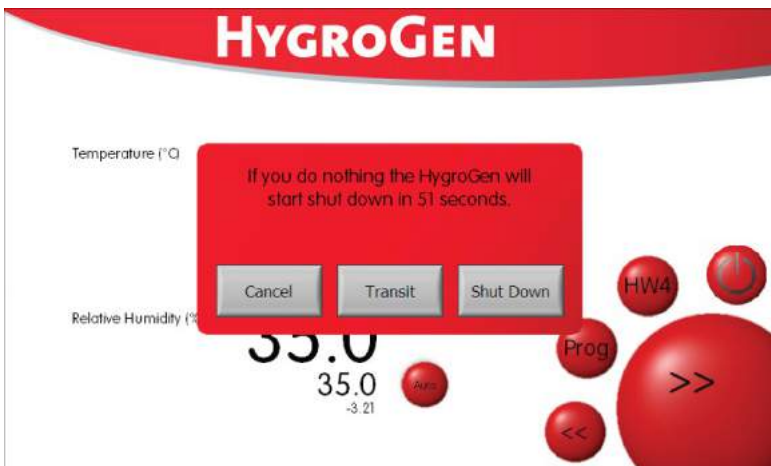 HYGROGEN
Temperature (°C)
If you do nothing the HygroGen will
start shut down in 51 seconds.
Cancel Transit Shut Down
HW4
Relative Humidity (%
35.0
Prog
35.0
Auto
>>
-3.21
<<